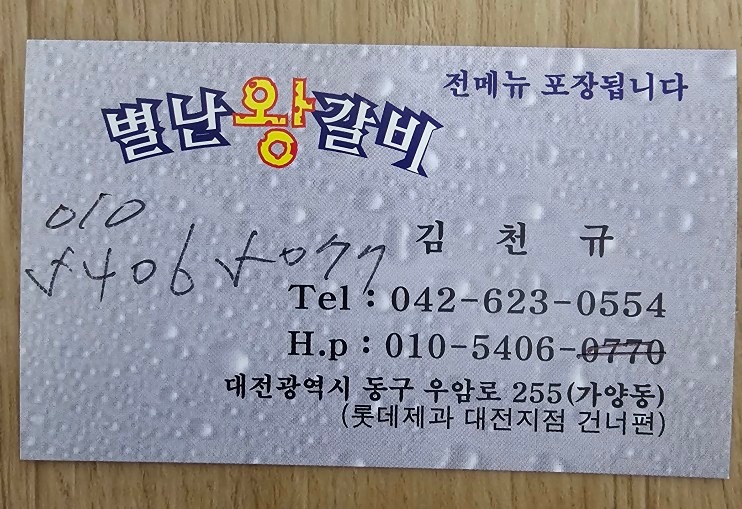 전메뉴 포장됩니다
별난왕갈비
010
5406 5077
김 천 규
Tel : 042-623-0554
H.p : 010-5406-0770
대전광역시 동구 우암로 255(가양동)
(롯데제과 대전지점 건너편)